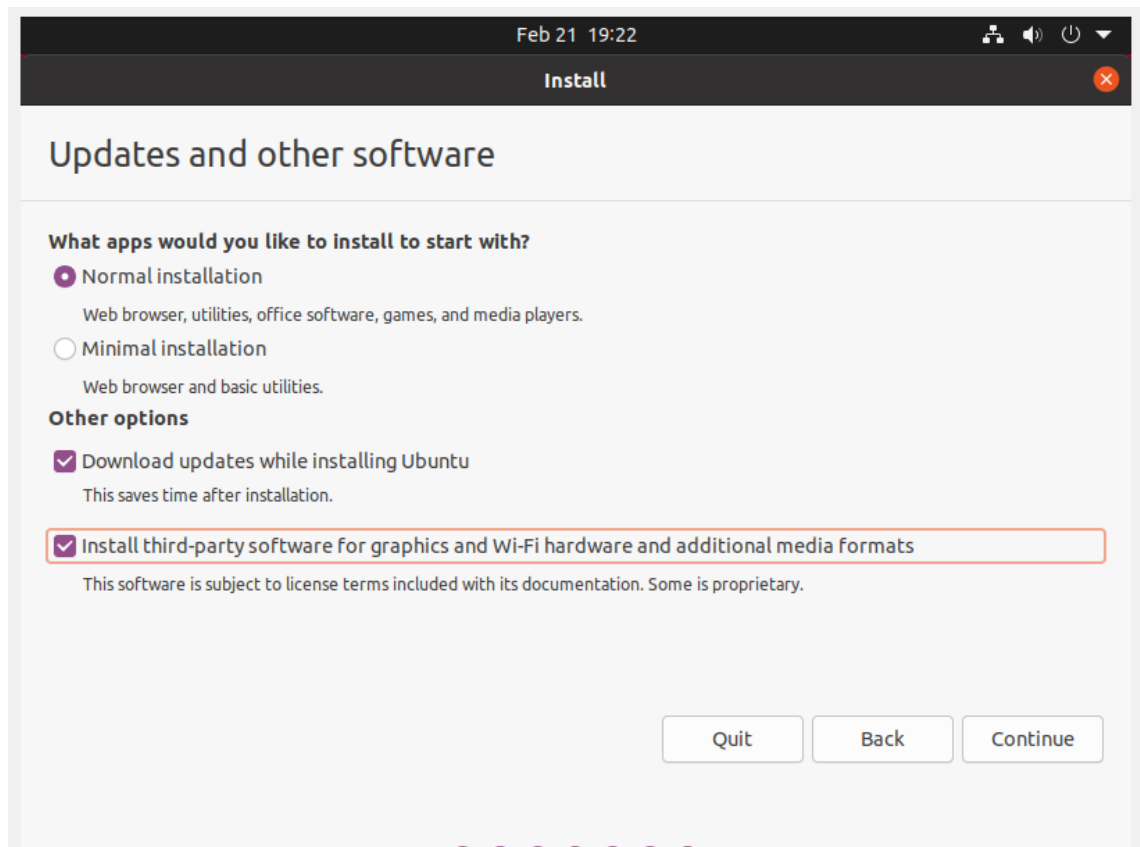 Feb 21 19:22
Install
Updates and other software
What apps would you like to install to start with?
Normal installation
Web browser, utilities, office software, games, and media players.
Minimal installation
Web browser and basic utilities.
Other options
Download updates while installing Ubuntu
This saves time after installation.
Install third-party software for graphics and Wi-Fi hardware and additional media formats
This software is subject to license terms included with its documentation. Some is proprietary.
Quit Back Continue